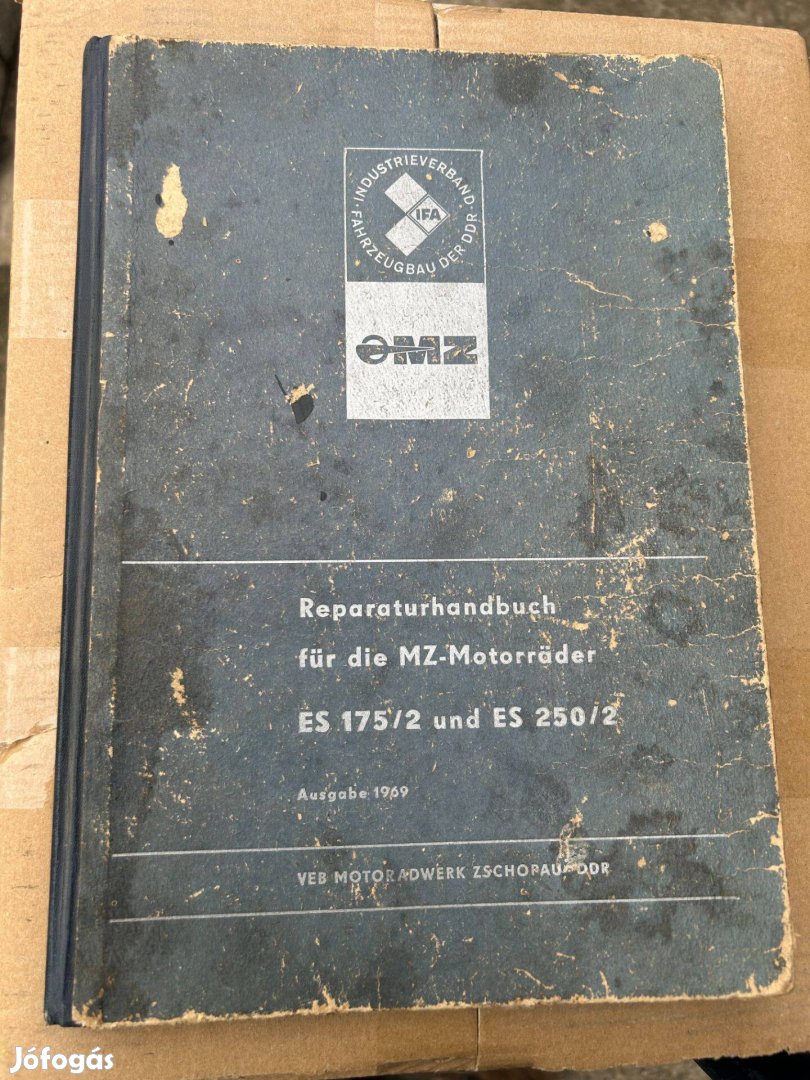 · INDUSTRIEVERBAND ·
FAHRZEUGBAU DER DDR
IFA
MZ
Reparaturhandbuch
für die MZ-Motorräder
ES 175/2 und ES 250/2
Ausgabe 1969
VEB MOTORADWERK ZSCHOPAU/DDR
Jófogás